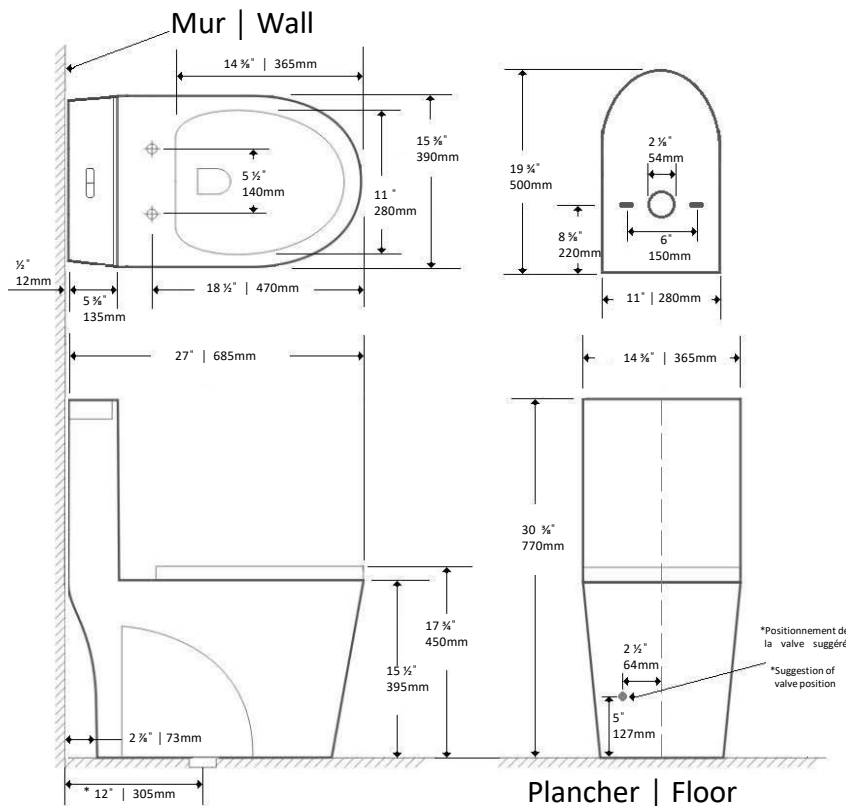 Mur | Wall
14 ⅜" | 365mm
15 ⅜"
390mm
5 ½"
140mm
11 "
280mm
½"
12mm
5 ⅜"
135mm
18 ½" | 470mm
27" | 685mm
19 ¾"
500mm
2 ⅛"
54mm
8 ⅝"
220mm
6"
150mm
11" | 280mm
14 ⅜" | 365mm
30 ⅜"
770mm
17 ¾"
450mm
15 ½"
395mm
2 ⅞" | 73mm
* 12" | 305mm
2 ½"
64mm
5"
127mm
*Positionnement de
la valve suggéré
*Suggestion of
valve position
Plancher | Floor